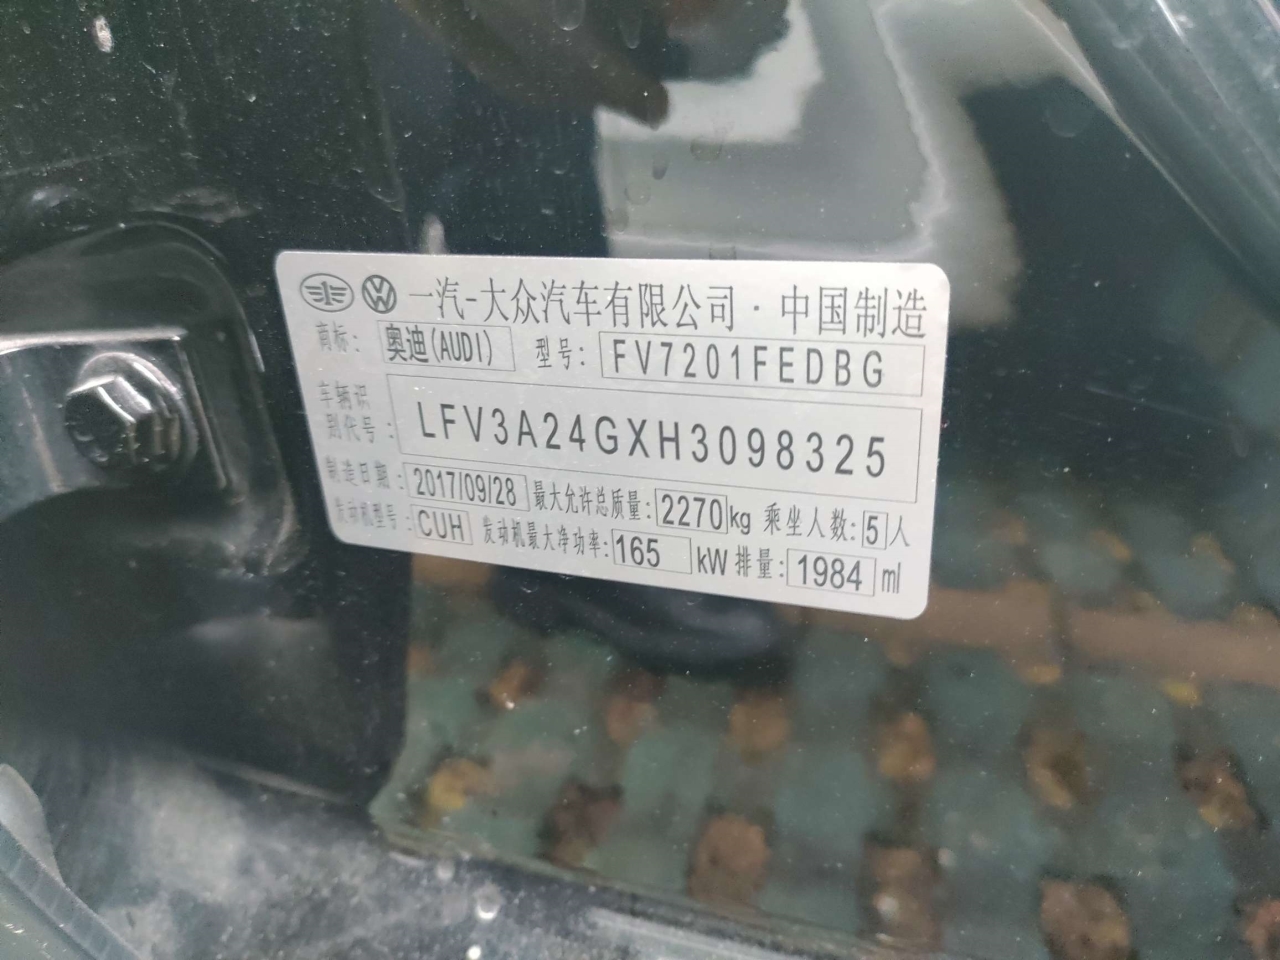 一汽-大众汽车有限公司·中国制造
商标: 奥迪(AUDI) 型号: FV7201FEDBG
车辆识
别代号: LFV3A24GXH3098325
制造日期: 2017/09/28 最大允许总质量: 2270 kg 乘坐人数: 5 人
发动机型号: CUH 发动机最大净功率: 165 kW 排量: 1984 ml